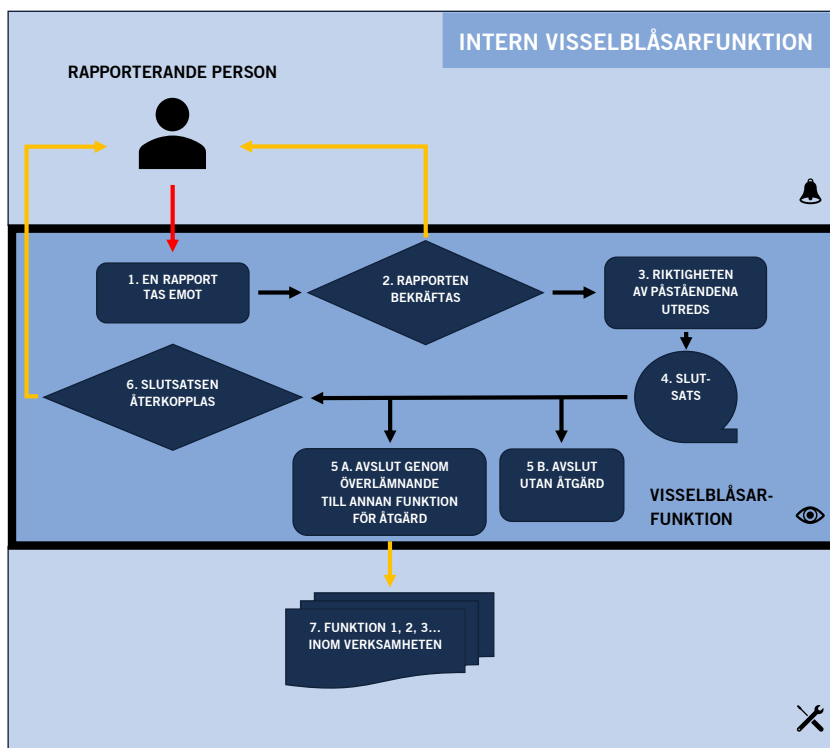 INTERN VISSELBLÅSARFUNKTION
RAPPORTERANDE PERSON
1. EN RAPPORT
TAS EMOT
2. RAPPORTEN
BEKRÄFTAS
3. RIKTIGHETEN
AV PÅSTÅENDENA
UTREDS
4. SLUT-
SATS
5 A. AVSLUT GENOM
ÖVERLÄMNANDE
TILL ANNAN FUNKTION
FÖR ÅTGÄRD
5 B. AVSLUT
UTAN ÅTGÄRD
6. SLUTSATSEN
ÅTERKOPPLAS
VISSELBLÅSAR-
FUNKTION
7. FUNKTION 1, 2, 3...
INOM VERKSAMHETEN